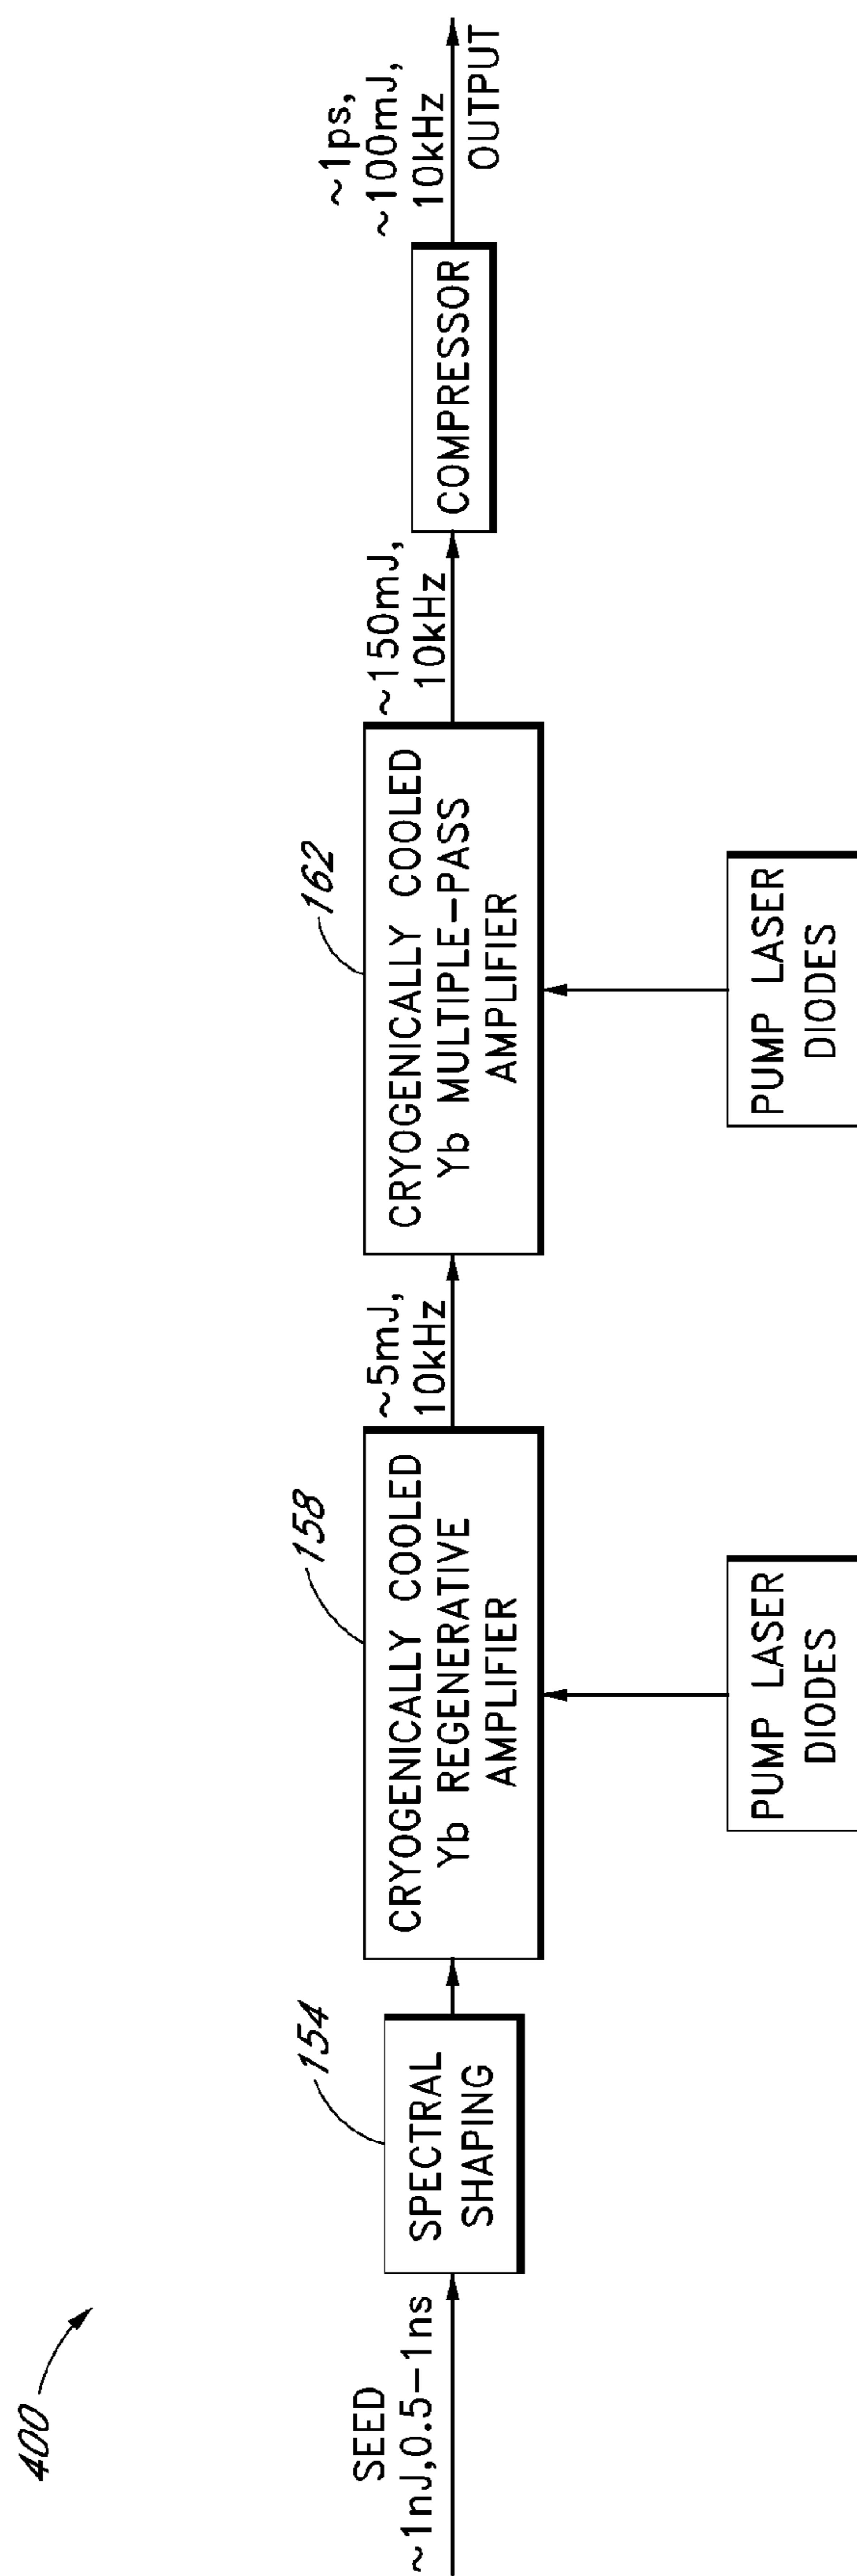 400
SEED
~1nJ,0.5-1ns
154
SPECTRAL
SHAPING
158
CRYOGENICALLY COOLED
Yb REGENERATIVE
AMPLIFIER
PUMP LASER
DIODES
~5mJ,
10kHz
162
CRYOGENICALLY COOLED
Yb MULTIPLE-PASS
AMPLIFIER
PUMP LASER
DIODES
~150mJ,
10kHz
COMPRESSOR
~1ps,
~100mJ,
10kHz
OUTPUT